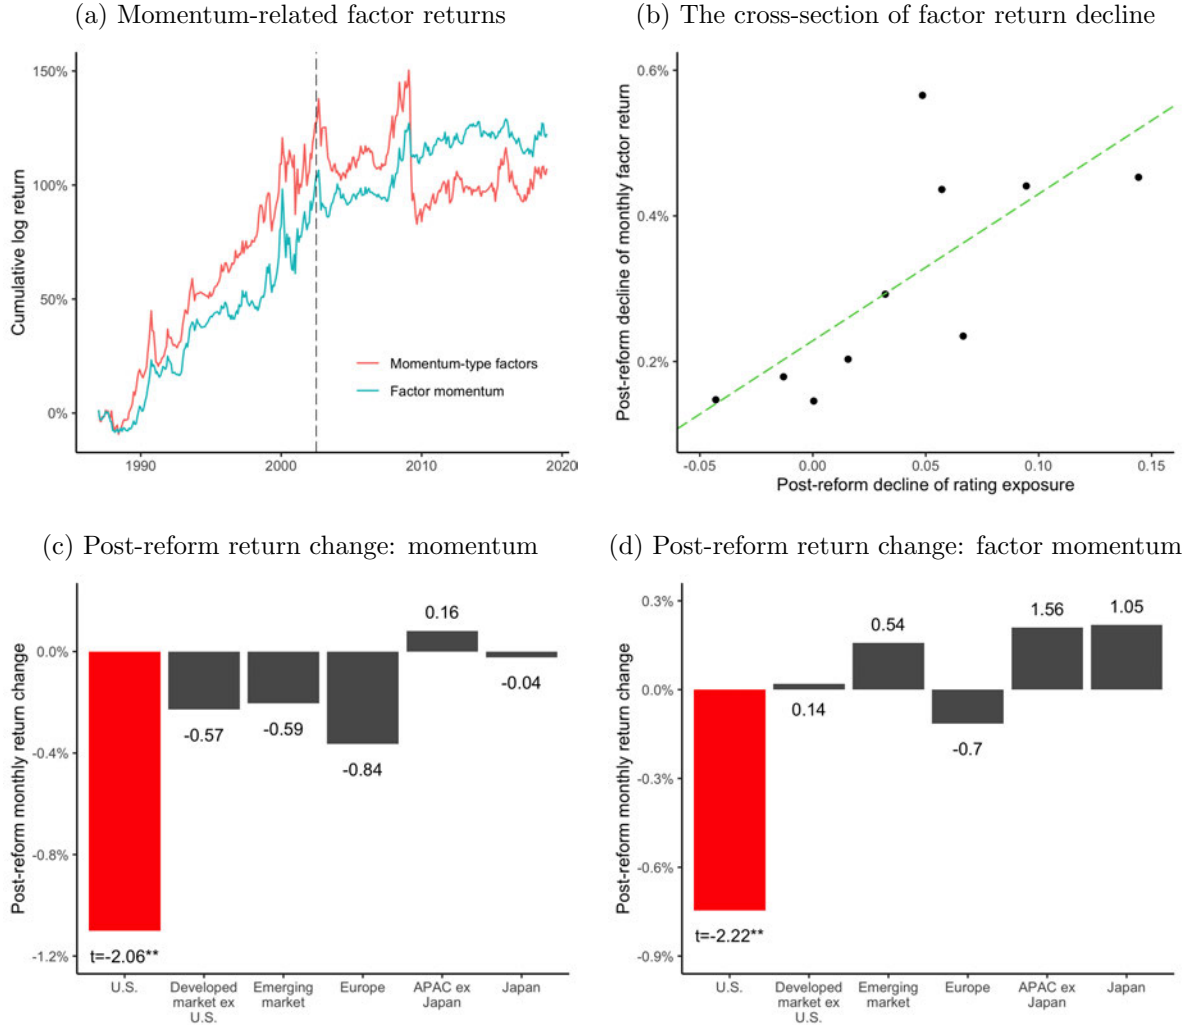 (a) Momentum-related factor returns
Cumulative log return
150%
100%
50%
0%
Momentum-type factors
Factor momentum
1990
2000
2010
2020
(b) The cross-section of factor return decline
Post-reform decline of monthly factor return
0.6%
0.4%
0.2%
-0.05
0.00
0.05
0.10
0.15
Post-reform decline of rating exposure
(c) Post-reform return change: momentum
Post-reform monthly return change
0.0%
-0.4%
-0.8%
-1.2%
t=-2.06**
-0.57
-0.59
-0.84
0.16
-0.04
U.S.
Developed
market ex
U.S.
Emerging
market
Europe
APAC ex
Japan
Japan
(d) Post-reform return change: factor momentum
Post-reform monthly return change
0.3%
0.0%
-0.3%
-0.6%
-0.9%
t=-2.22**
0.14
0.54
-0.7
1.56
1.05
U.S.
Developed
market ex
U.S.
Emerging
market
Europe
APAC ex
Japan
Japan